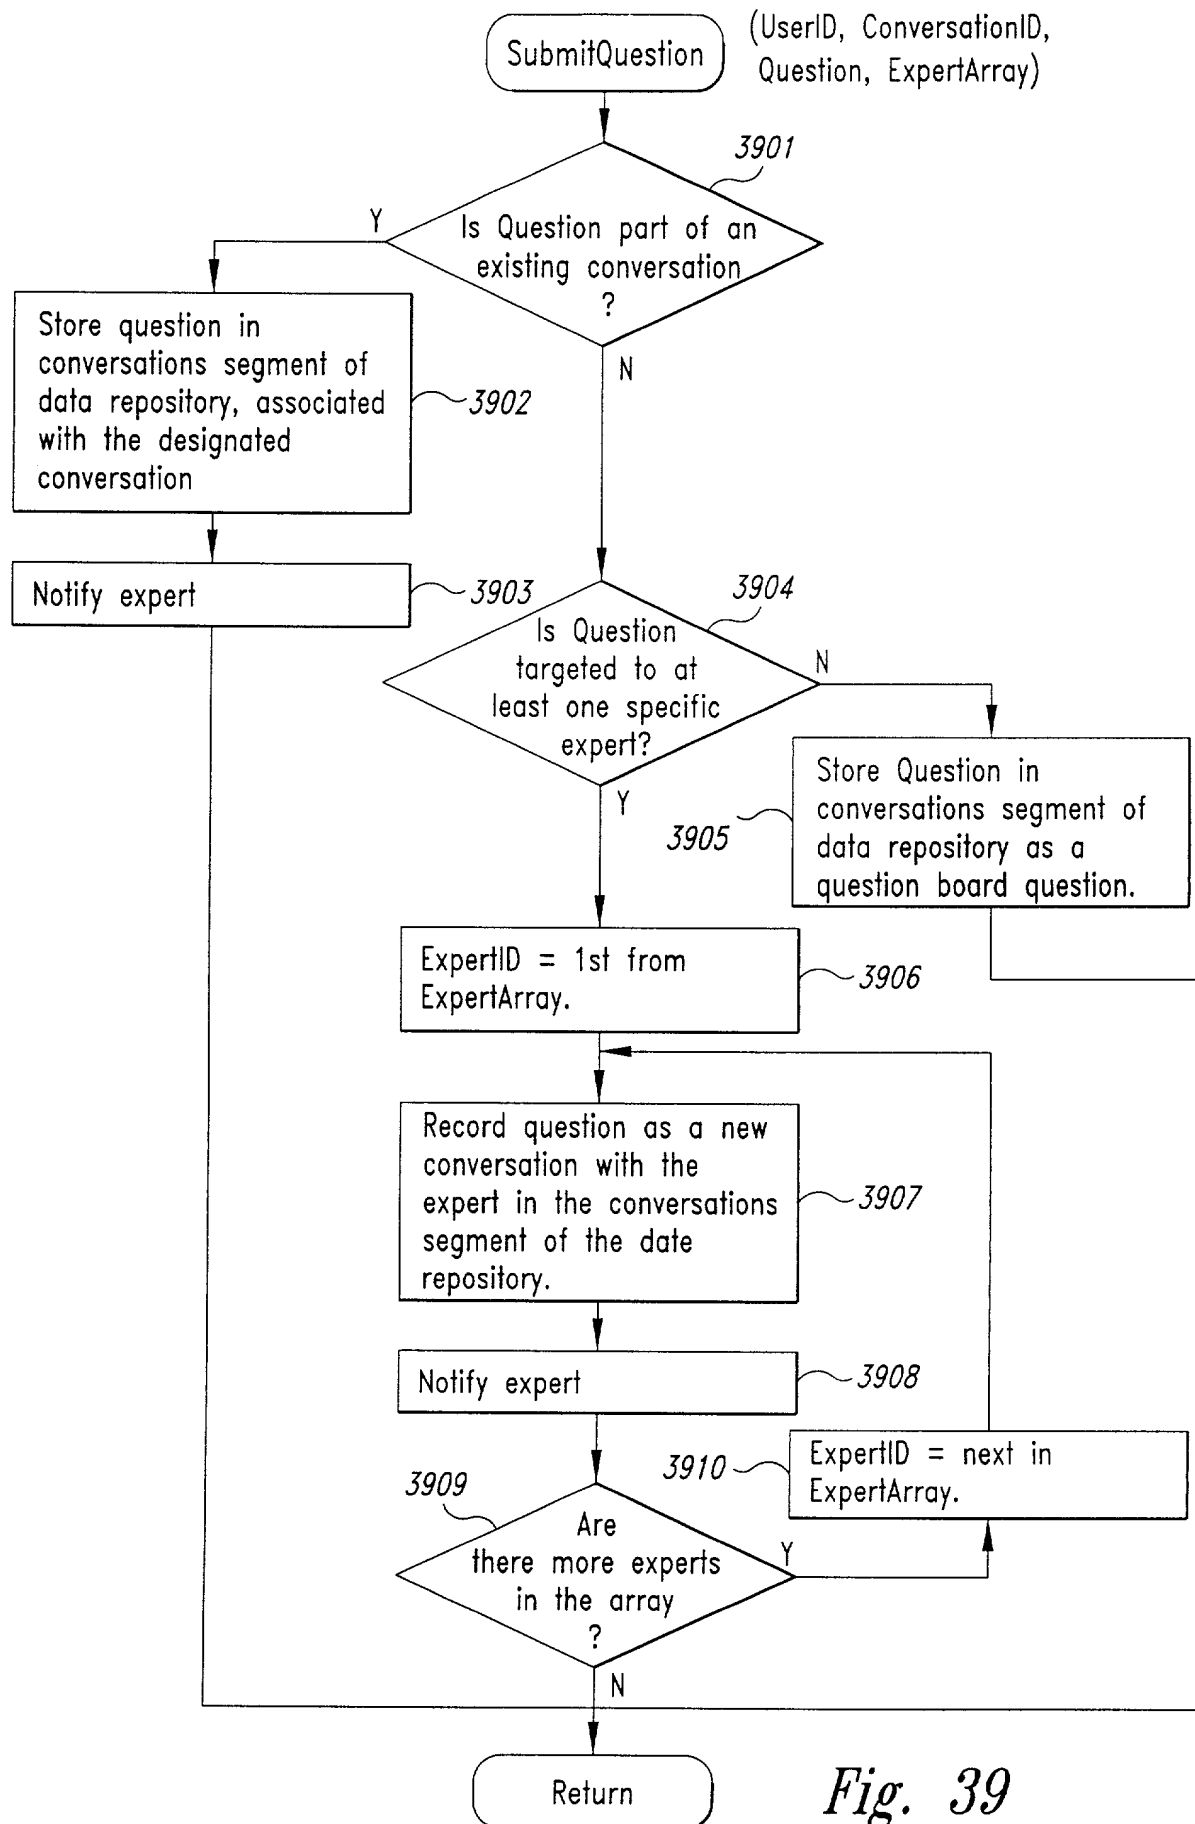 SubmitQuestion
(UserID, ConversationID,
Question, ExpertArray)
3901
Y
Is Question part of an
existing conversation
?
N
Store question in
conversations segment of
data repository, associated
with the designated
conversation
3902
Notify expert
3903
3904
Is Question
targeted to at
least one specific
expert?
N
Y
Store Question in
conversations segment of
data repository as a
question board question.
3905
ExpertID = 1st from
ExpertArray.
3906
Record question as a new
conversation with the
expert in the conversations
segment of the date
repository.
3907
Notify expert
3908
3910
ExpertID = next in
ExpertArray.
3909
Are
there more experts
in the array
?
Y
N
Return
Fig. 39